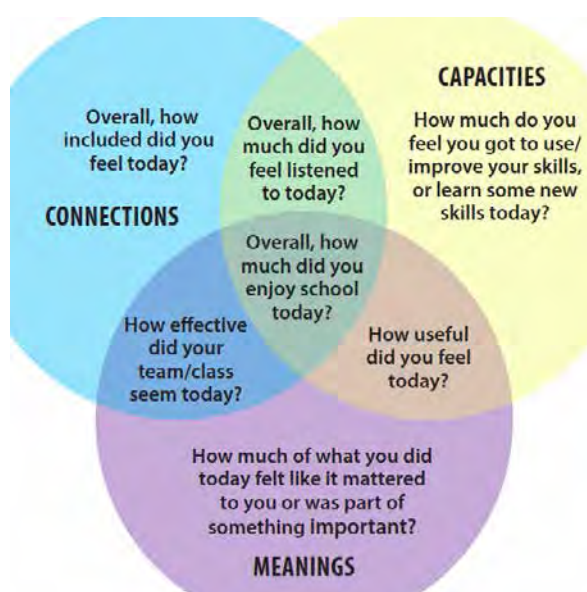 CAPACITIES
How much do you
feel you got to use/
improve your skills,
or learn some new
skills today?
Overall, how
included did you
feel today?
CONNECTIONS
Overall, how
much did you
feel listened
to today?
Overall, how
much did you
enjoy school
today?
How effective
did your
team/class
seem today?
How useful
did you feel
today?
How much of what you did
today felt like it mattered
to you or was part of
something important?
MEANINGS